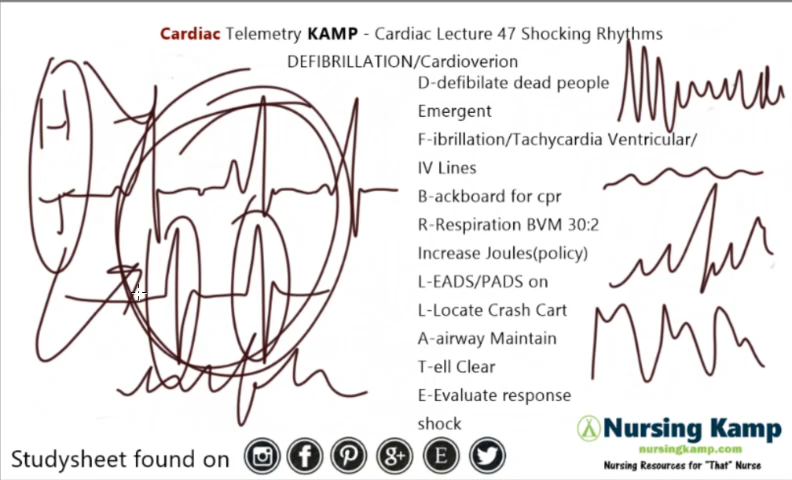 Cardiac Telemetry KAMP - Cardiac Lecture 47 Shocking Rhythms
DEFIBRILLATION/Cardioverion
D-defibilate dead people
Emergent
F-ibrillation/Tachycardia Ventricular/
IV Lines
B-ackboard for cpr
R-Respiration BVM 30:2
Increase Joules(policy)
L-EADS/PADS on
L-Locate Crash Cart
A-airway Maintain
T-ell Clear
E-Evaluate response
shock
H
T
Nursing Kamp
nursingkamp.com
Nursing Resources for "That" Nurse
Studysheet found on